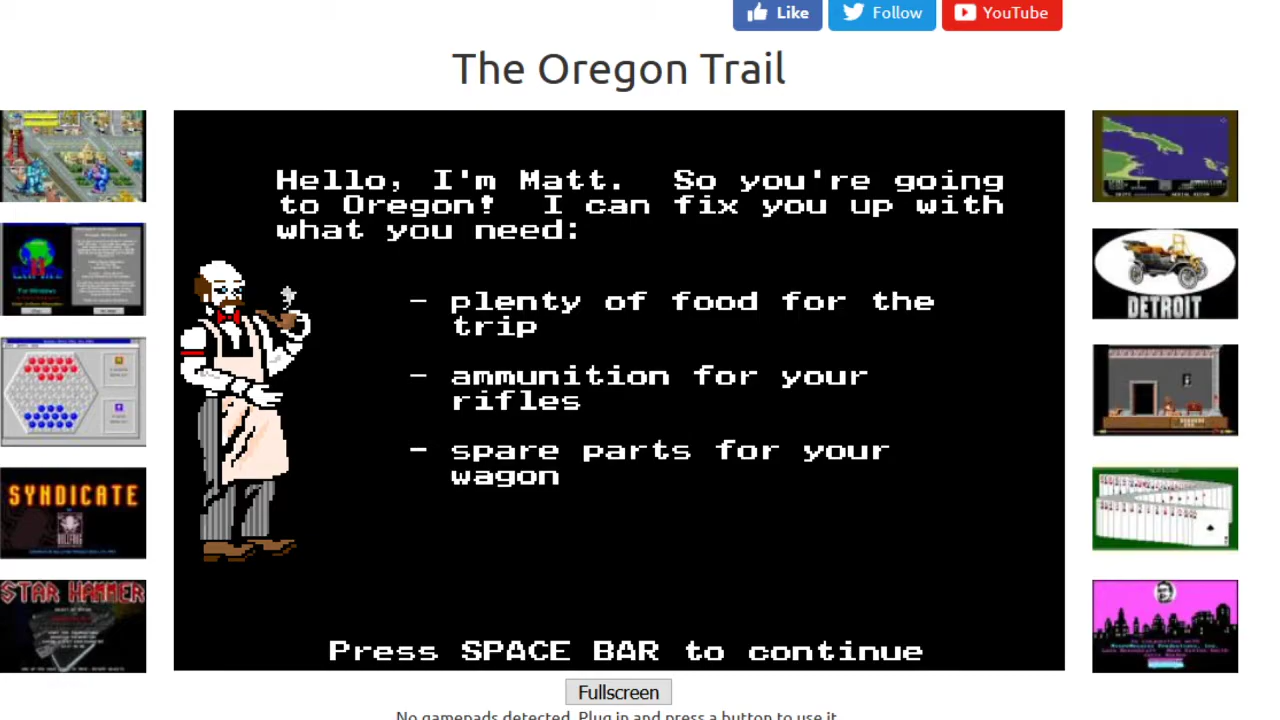 Like Follow YouTube
The Oregon Trail
Hello, I'm Matt. So you're going
to Oregon! I can fix you up with
what you need:
- plenty of food for the
trip
- ammunition for your
rifles
- spare parts for your
wagon
Press SPACE BAR to continue
SYNDICATE
STAR HAMMER
DETROIT
Fullscreen
No gamepads detected. Plug in and press a button to use it